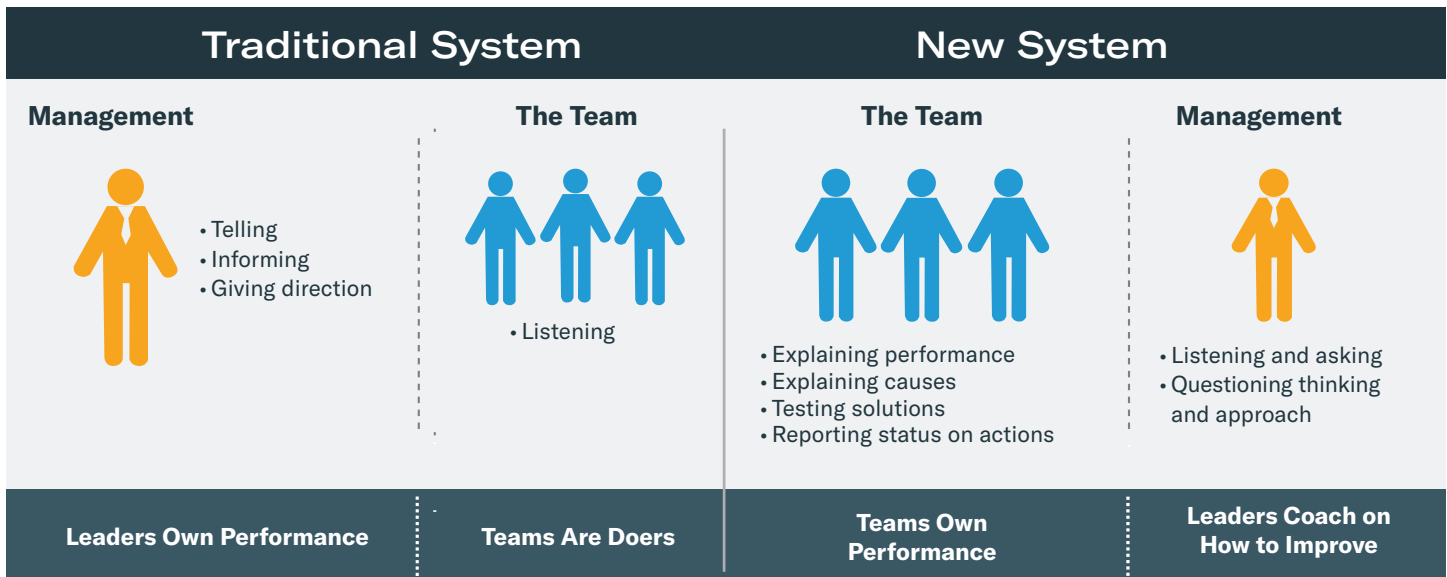 Traditional System
New System
Management
• Telling
• Informing
• Giving direction
The Team
• Listening
The Team
• Explaining performance
• Explaining causes
• Testing solutions
• Reporting status on actions
Management
• Listening and asking
• Questioning thinking
and approach
Leaders Own Performance
Teams Are Doers
Teams Own
Performance
Leaders Coach on
How to Improve